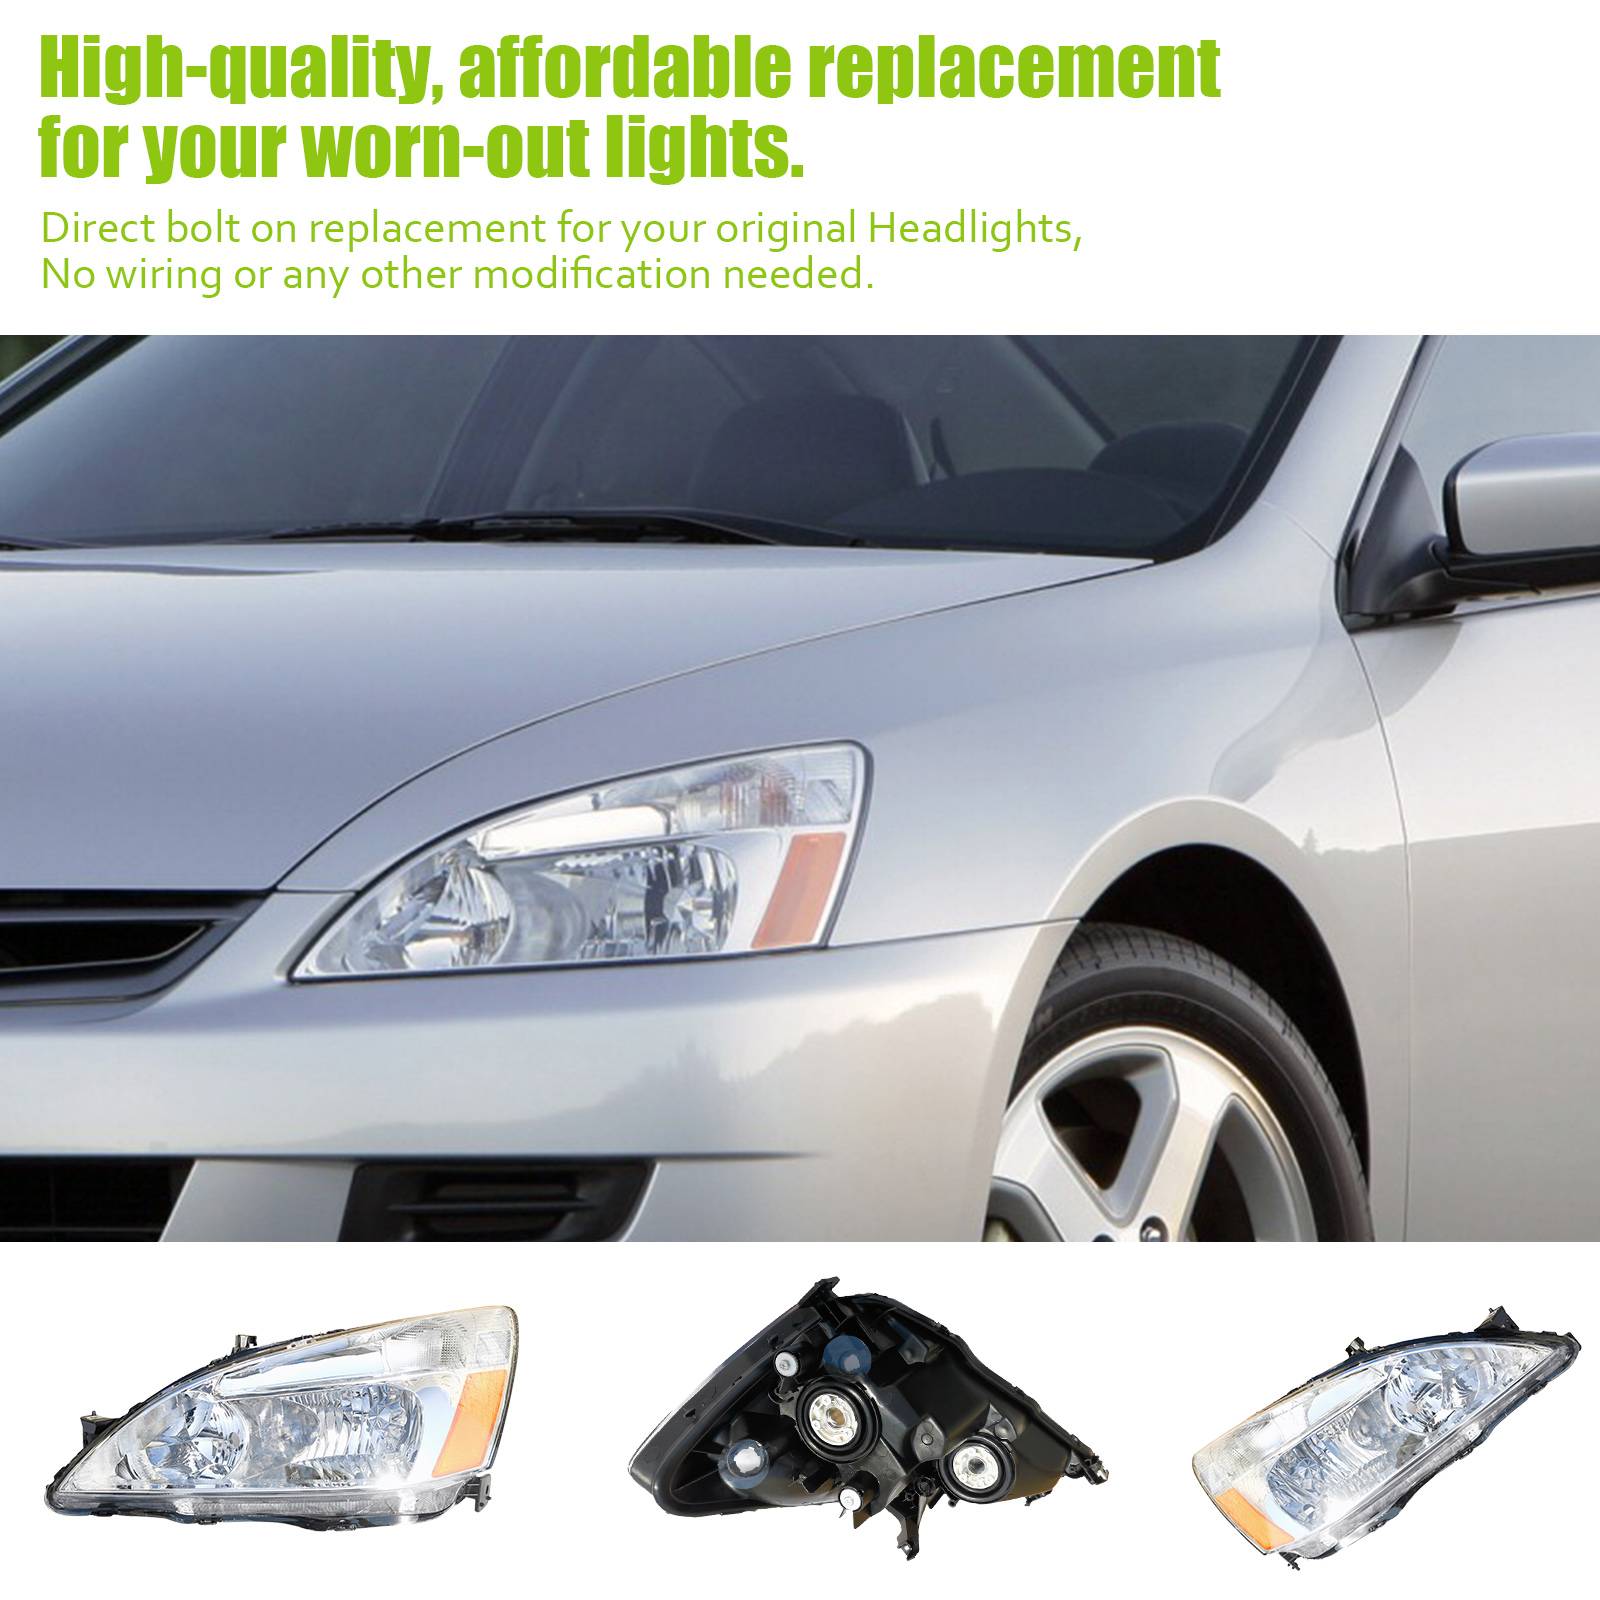 High-quality, affordable replacement
for your worn-out lights.
Direct bolt on replacement for your original Headlights,
No wiring or any other modification needed.